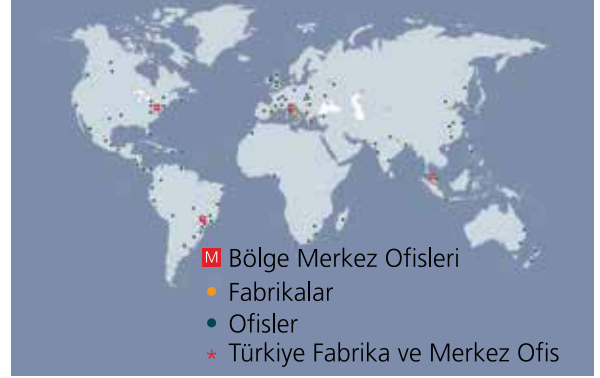 M Bölge Merkez Ofisleri
Fabrikalar
Ofisler
* Türkiye Fabrika ve Merkez Ofis